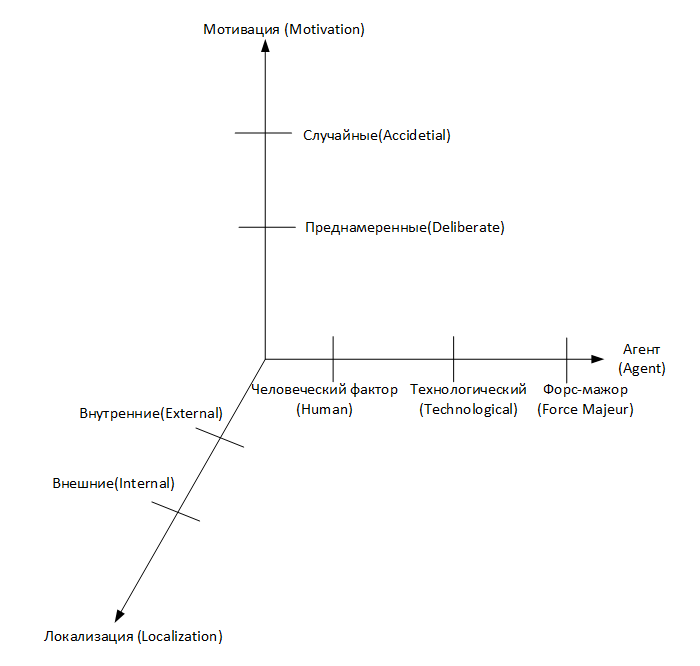 Мотивация (Motivation)
Случайные(Accidetial)
Преднамеренные(Deliberate)
Агент
(Agent)
Человеческий фактор
(Human)
Технологический
(Technological)
Форс-мажор
(Force Majeur)
Внутренние(External)
Внешние(Internal)
Локализация (Localization)